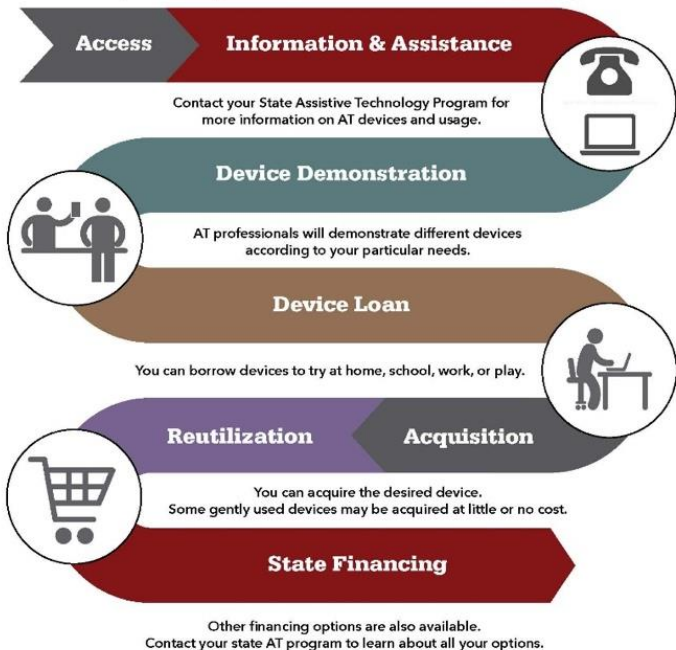 Access
Information & Assistance
Contact your State Assistive Technology Program for
more information on AT devices and usage.
Device Demonstration
AT professionals will demonstrate different devices
according to your particular needs.
Device Loan
You can borrow devices to try at home, school, work, or play.
Reutilization
Acquisition
You can acquire the desired device.
Some gently used devices may be acquired at little or no cost.
State Financing
Other financing options are also available.
Contact your state AT program to learn about all your options.